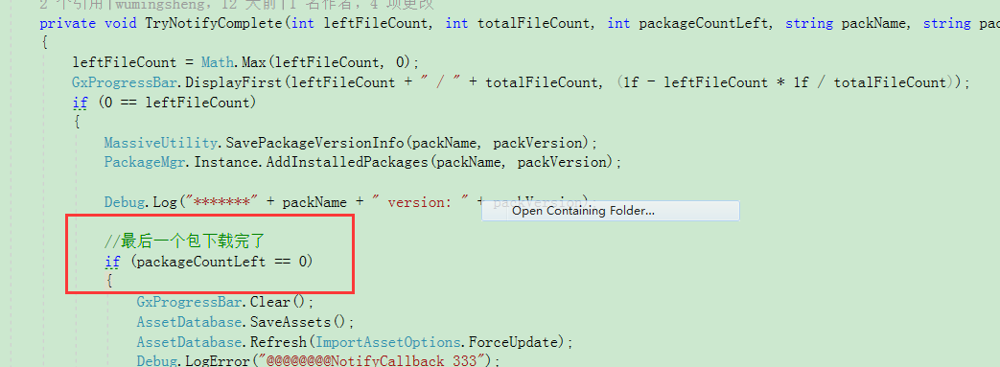 2 个引用|wumingsheng, 12 天前|1 名作者, 4 项更改
private void TryNotifyComplete(int leftFileCount, int totalFileCount, int packageCountLeft, string packName, string pac
{
leftFileCount = Math.Max(leftFileCount, 0);
GxProgressBar.DisplayFirst(leftFileCount + " / " + totalFileCount, (1f - leftFileCount * 1f / totalFileCount));
if (0 == leftFileCount)
{
MassiveUtility.SavePackageVersionInfo(packName, packVersion);
PackageMgr.Instance.AddInstalledPackages(packName, packVersion);
Debug.Log("*******" + packName + " version: " + packVersion);
Open Containing Folder...
//最后一个包下载完了
if (packageCountLeft == 0)
{
GxProgressBar.Clear();
AssetDatabase.SaveAssets();
AssetDatabase.Refresh(ImportAssetOptions.ForceUpdate);
Debug.LogError("@@@@@@@@NotifyCallback 333");